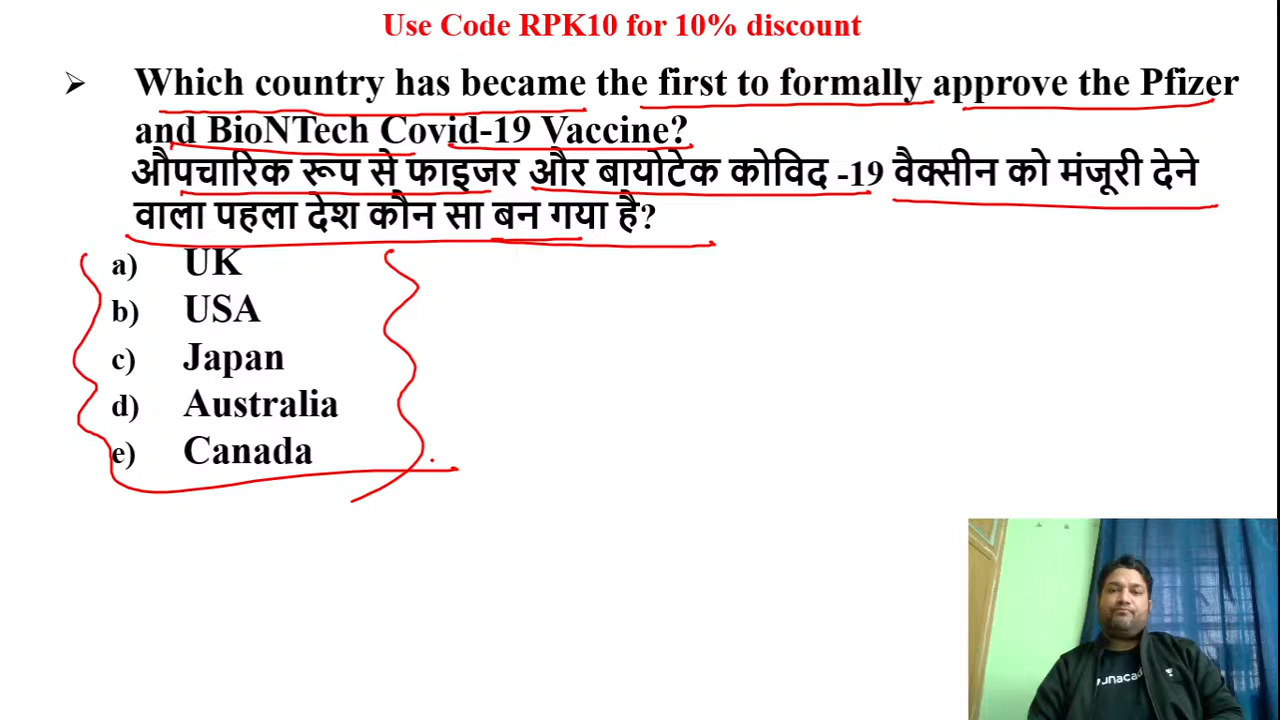 Use Code RPK10 for 10% discount
➢ Which country has became the first to formally approve the Pfizer
and BioNTech Covid-19 Vaccine?
औपचारिक रूप से फाइजर और बायोटेक कोविद -19 वैक्सीन को मंजूरी देने
वाला पहला देश कौन सा बन गया है?
a) UK
b) USA
c) Japan
d) Australia
e) Canada